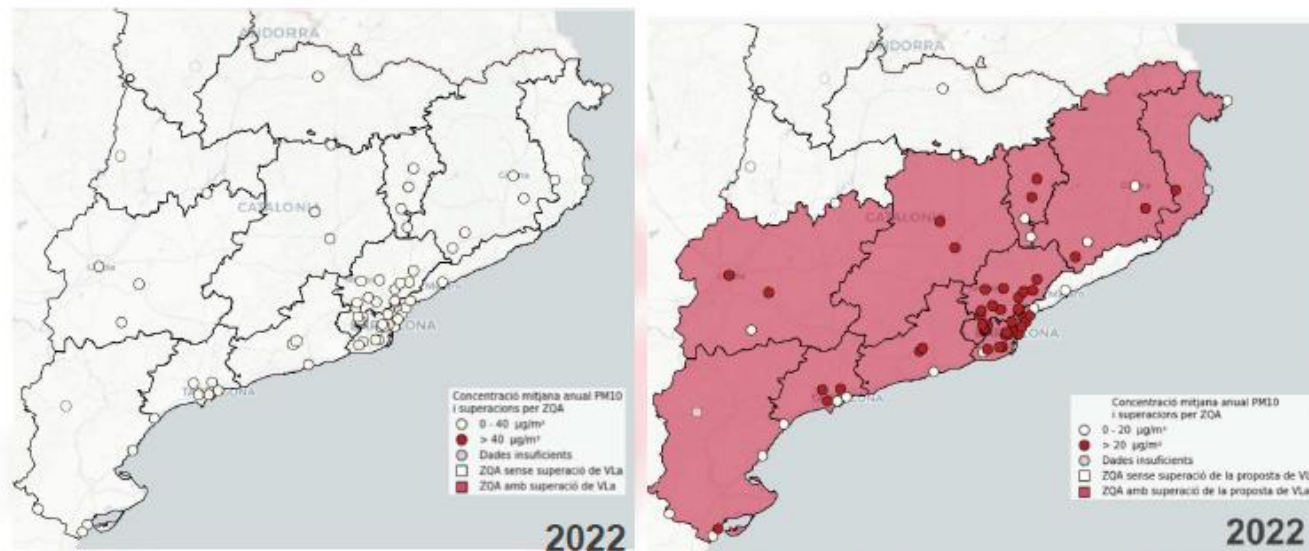 ANDORRA
CATALONIA
Concentració mitjana anual PM10
i superacions per ZQA
0 - 40 µg/m³
> 40 µg/m³
Dades insuficients
ZQA sense superació de VLa
ZQA amb superació de VLa
2022
ANDORRA
CATALONIA
Concentració mitjana anual PM10
i superacions per ZQA
0 - 20 µg/m³
> 20 µg/m³
Dades insuficients
ZQA sense superació de la proposta de VLa
ZQA amb superació de la proposta de VLa
2022